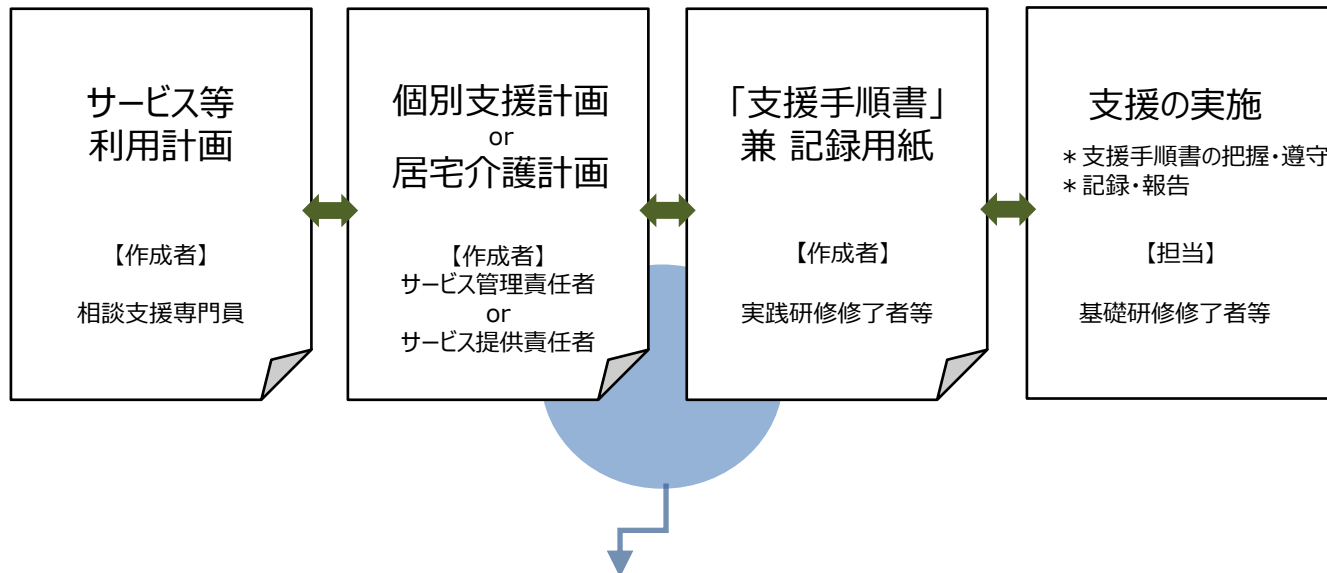 サービス等
利用計画
【作成者】
相談支援専門員
個別支援計画
or
居宅介護計画
【作成者】
サービス管理責任者
or
サービス提供責任者
「支援手順書」
兼 記録用紙
【作成者】
実践研修修了者等
支援の実施
＊支援手順書の把握・遵守
＊記録・報告
【担当】
基礎研修修了者等